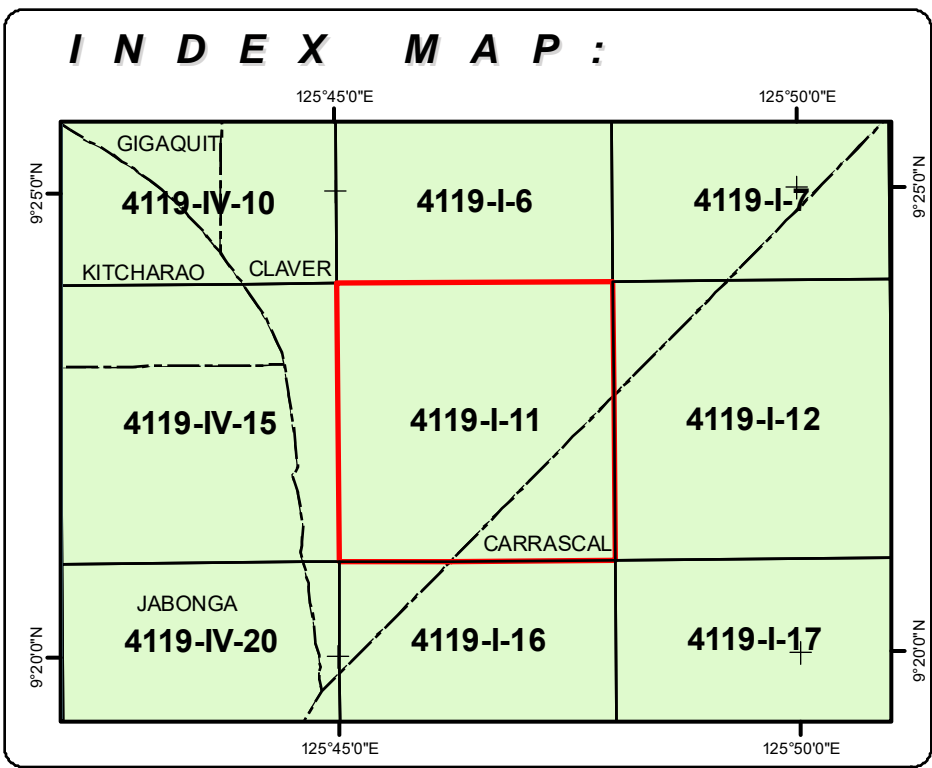 INDEX MAP:
125°45'0"E 125°50'0"E
GIGAQUIT
9°25'0"N 9°25'0"N
4119-IV-10 4119-I-6 4119-I-7
KITCHARAO CLAVER
4119-IV-15 4119-I-11 4119-I-12
CARRASCAL
JABONGA
4119-IV-20 4119-I-16 4119-I-17
9°20'0"N 9°20'0"N
125°45'0"E 125°50'0"E